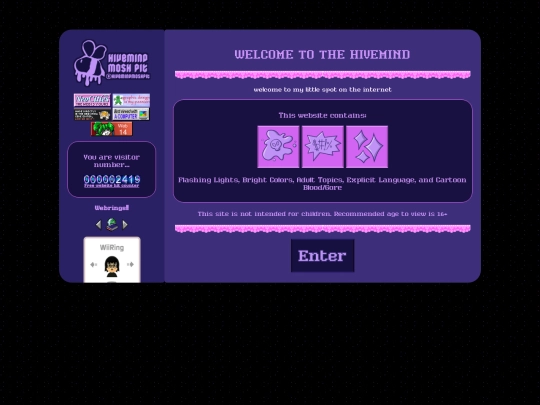 HIVEMIND
MOSH PIT
You are visitor
number...
000002419
Free website hit counter
Webrings!!
WiiRing
WELCOME TO THE HIVEMIND
welcome to my little spot on the internet
This website contains:
Flashing Lights, Bright Colors, Adult Topics, Explicit Language, and Cartoon
Blood/Gore
This site is not intended for children. Recommended age to view is 16+
Enter